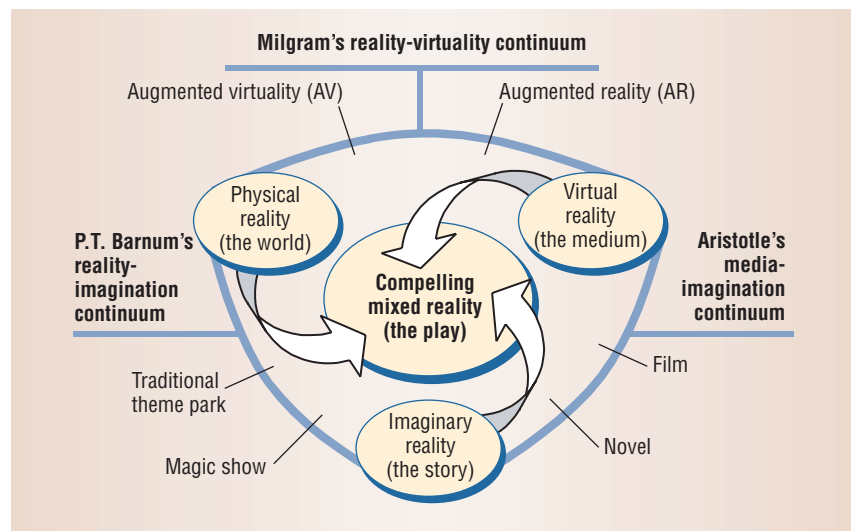 Milgram's reality-virtuality continuum
Augmented virtuality (AV)
Augmented reality (AR)
Physical
reality
(the world)
Virtual
reality
(the medium)
P.T. Barnum's
reality-
imagination
continuum
Compelling
mixed reality
(the play)
Aristotle's
media-
imagination
continuum
Traditional
theme park
Film
Imaginary
reality
(the story)
Novel
Magic show